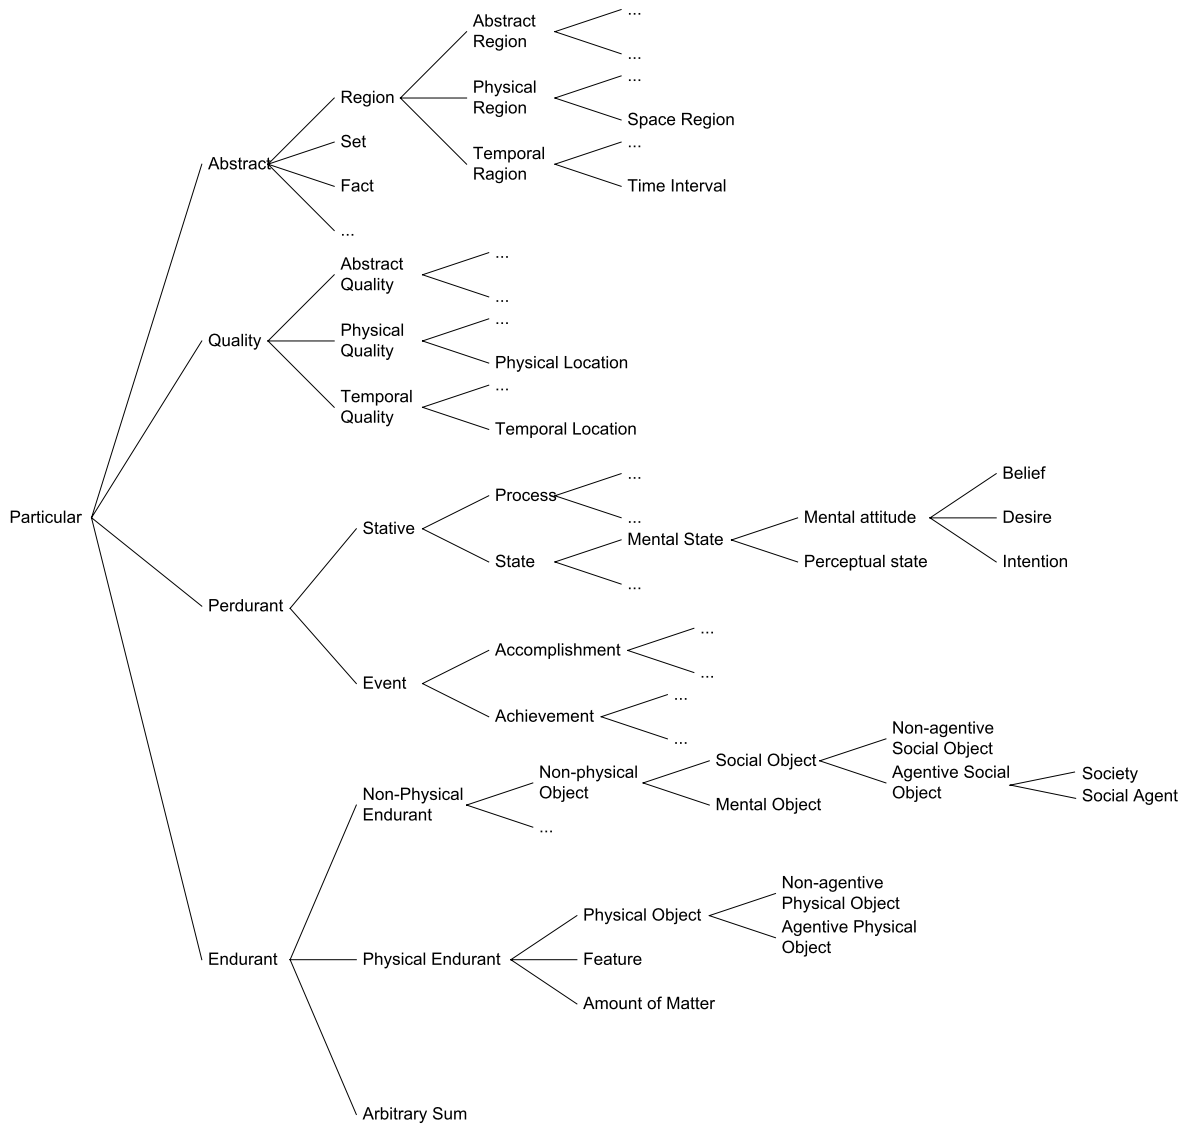 ...
Abstract
Region
...
...
Physical
Region
Space Region
...
Temporal
Ragion
Time Interval
Region
Set
Abstract
Fact
...
...
Abstract
Quality
...
...
Physical
Quality
Quality
Physical Location
...
Temporal
Quality
Temporal Location
...
Process
...
Belief
Particular
Stative
Mental State
Mental attitude
Desire
State
Perceptual state
Intention
...
Perdurant
...
Accomplishment
...
Event
...
Achievement
...
Non-agentive
Social Object
Social Object
Non-physical
Object
Agentive Social
Object
Society
Social Agent
Non-Physical
Endurant
Mental Object
...
Non-agentive
Physical Object
Physical Object
Agentive Physical
Object
Endurant
Physical Endurant
Feature
Amount of Matter
Arbitrary Sum